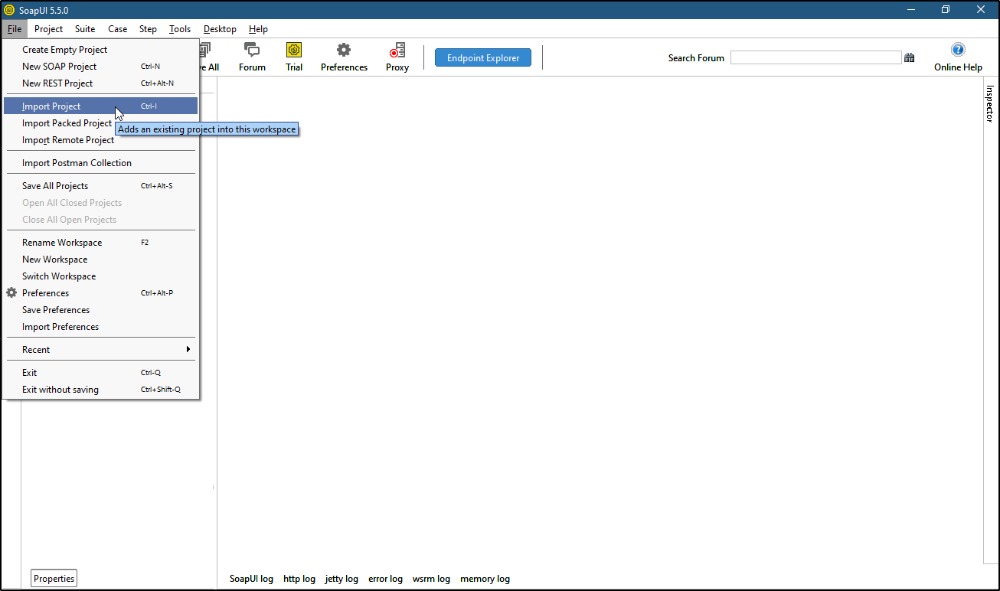 SoapUI 5.5.0
File Project Suite Case Step Tools Desktop Help
Create Empty Project
New SOAP Project Ctrl-N
New REST Project Ctrl+Alt-N
Import Project Ctrl-I
Import Packed Project
Adds an existing project into this workspace
Import Remote Project
Import Postman Collection
Save All Projects Ctrl+Alt-S
Open All Closed Projects
Close All Open Projects
Rename Workspace F2
New Workspace
Switch Workspace
Preferences Ctrl+Alt-P
Save Preferences
Import Preferences
Recent
Exit Ctrl-Q
Exit without saving Ctrl+Shift-Q
All Forum Trial Preferences Proxy
Endpoint Explorer
Search Forum
Online Help
Inspector
Properties
SoapUI log http log jetty log error log wsrm log memory log